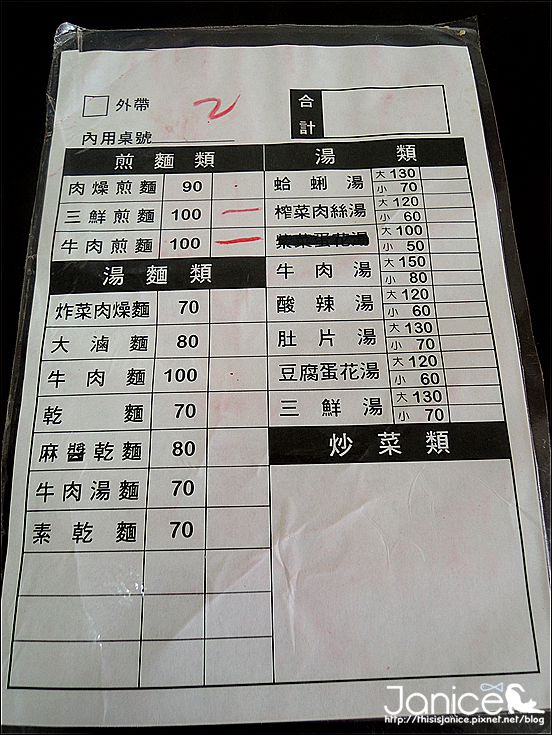 外帶 2
內用桌號
合計
煎麵類
肉燥煎麵 90
三鮮煎麵 100 一
牛肉煎麵 100 一
湯麵類
炸菜肉燥麵 70
大滷麵 80
牛肉麵 100
乾麵 70
麻醬乾麵 80
牛肉湯麵 70
素乾麵 70
湯類
蛤蜊湯 大130 小70
榨菜肉絲湯 大120 小60
紫菜蛋花湯 大100 小50
牛肉湯 大150 小80
酸辣湯 大120 小60
肚片湯 大130 小70
豆腐蛋花湯 大120 小60
三鮮湯 大130 小70
炒菜類
Janice
http://thisisjanice.pixnet.net/blog